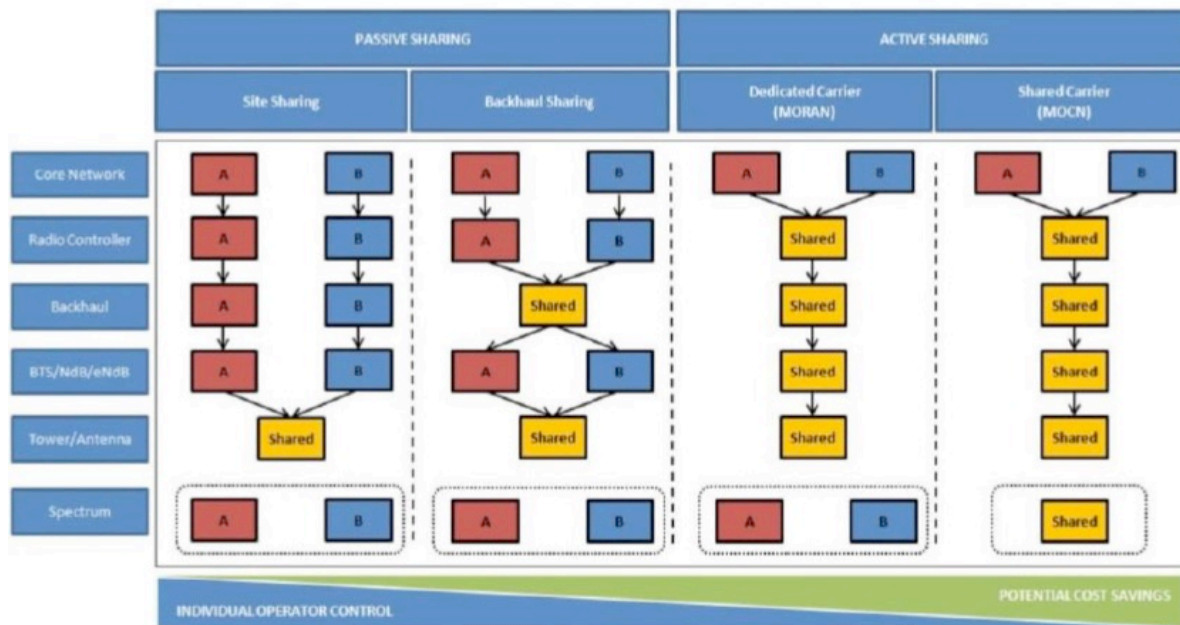 PASSIVE SHARING
ACTIVE SHARING
Site Sharing
Backhaul Sharing
Dedicated Carrier
(MORAN)
Shared Carrier
(MOCN)
Core Network
A
B
A
B
A
B
A
B
Radio Controller
A
B
A
B
Shared
Shared
Backhaul
A
B
Shared
Shared
Shared
BTS/NdB/eNdB
A
B
A
B
Shared
Shared
Tower/Antenna
Shared
Shared
Shared
Shared
Spectrum
A
B
A
B
A
B
Shared
INDIVIDUAL OPERATOR CONTROL
POTENTIAL COST SAVINGS